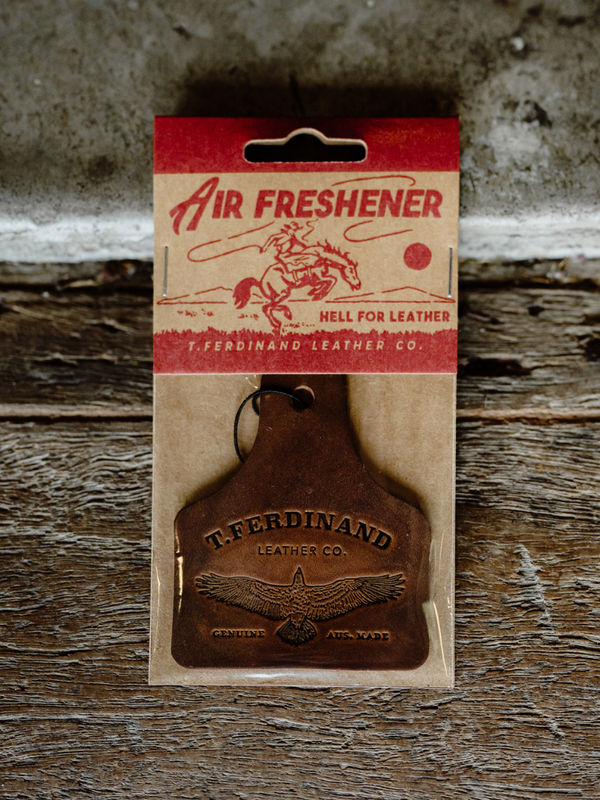 AIR FRESHENER
HELL FOR LEATHER
T.FERDINAND LEATHER CO.
T.FERDINAND
LEATHER CO.
GENUINE AUS. MADE